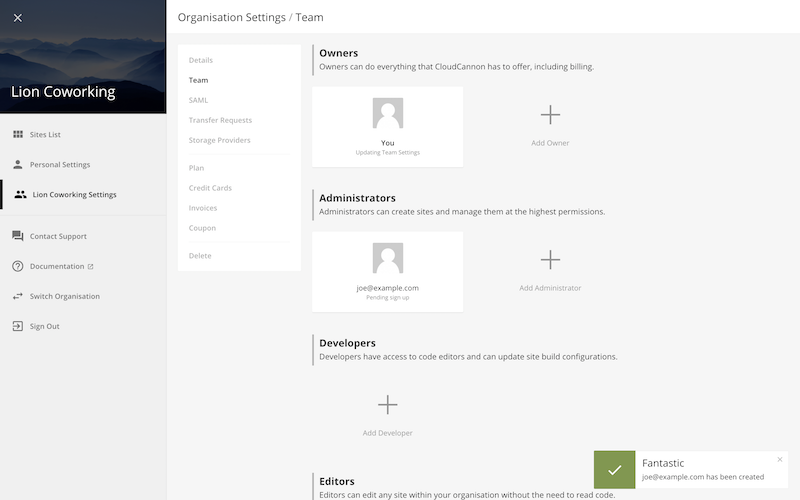 Lion Coworking
Sites List
Personal Settings
Lion Coworking Settings
Contact Support
Documentation
Switch Organisation
Sign Out
Organisation Settings / Team
Details
Team
SAML
Transfer Requests
Storage Providers
Plan
Credit Cards
Invoices
Coupon
Delete
Owners
Owners can do everything that CloudCannon has to offer, including billing.
You
Updating Team Settings
Add Owner
Administrators
Administrators can create sites and manage them at the highest permissions.
joe@example.com
Pending sign up
Add Administrator
Developers
Developers have access to code editors and can update site build configurations.
Add Developer
Editors
Editors can edit any site within your organisation without the need to read code.
Fantastic
joe@example.com has been created